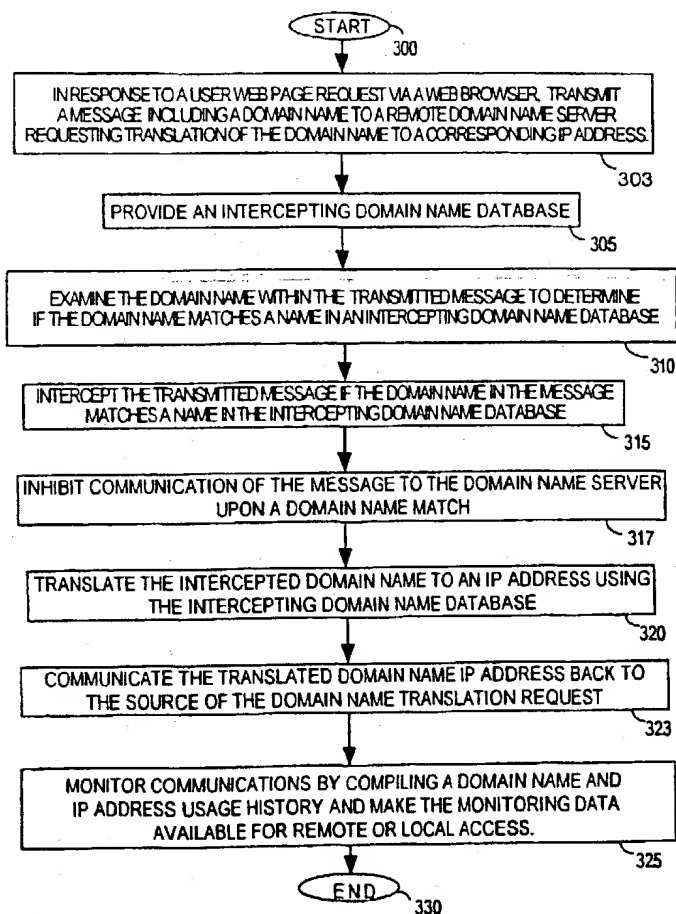 START
300
IN RESPONSE TO A USER WEB PAGE REQUEST VIA A WEB BROWSER, TRANSMIT
A MESSAGE INCLUDING A DOMAIN NAME TO A REMOTE DOMAIN NAME SERVER
REQUESTING TRANSLATION OF THE DOMAIN NAME TO A CORRESPONDING IP ADDRESS.
303
PROVIDE AN INTERCEPTING DOMAIN NAME DATABASE
305
EXAMINE THE DOMAIN NAME WITHIN THE TRANSMITTED MESSAGE TO DETERMINE
IF THE DOMAIN NAME MATCHES A NAME IN AN INTERCEPTING DOMAIN NAME DATABASE
310
INTERCEPT THE TRANSMITTED MESSAGE IF THE DOMAIN NAME IN THE MESSAGE
MATCHES A NAME IN THE INTERCEPTING DOMAIN NAME DATABASE
315
INHIBIT COMMUNICATION OF THE MESSAGE TO THE DOMAIN NAME SERVER
UPON A DOMAIN NAME MATCH
317
TRANSLATE THE INTERCEPTED DOMAIN NAME TO AN IP ADDRESS USING
THE INTERCEPTING DOMAIN NAME DATABASE
320
COMMUNICATE THE TRANSLATED DOMAIN NAME IP ADDRESS BACK TO
THE SOURCE OF THE DOMAIN NAME TRANSLATION REQUEST
323
MONITOR COMMUNICATIONS BY COMPILING A DOMAIN NAME AND
IP ADDRESS USAGE HISTORY AND MAKE THE MONITORING DATA
AVAILABLE FOR REMOTE OR LOCAL ACCESS.
325
END
330